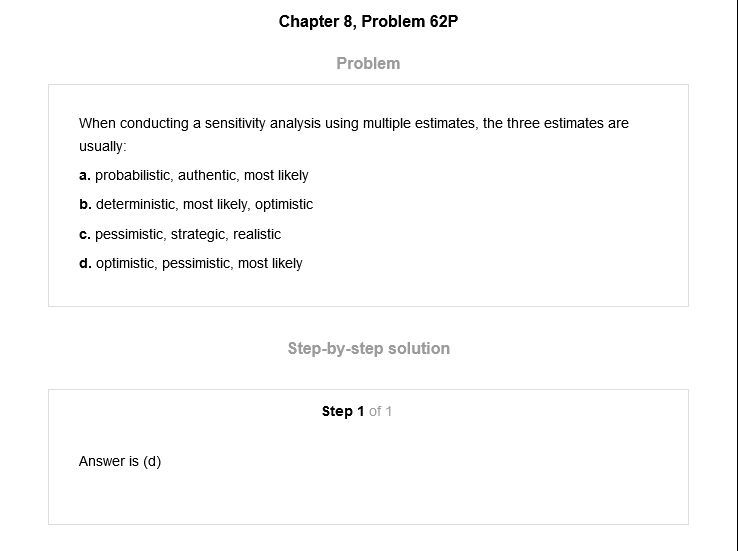 Chapter 8, Problem 62P
Problem
When conducting a sensitivity analysis using multiple estimates, the three estimates are
usually:
a. probabilistic, authentic, most likely
b. deterministic, most likely, optimistic
c. pessimistic, strategic, realistic
d. optimistic, pessimistic, most likely
Step-by-step solution
Step 1 of 1
Answer is (d)